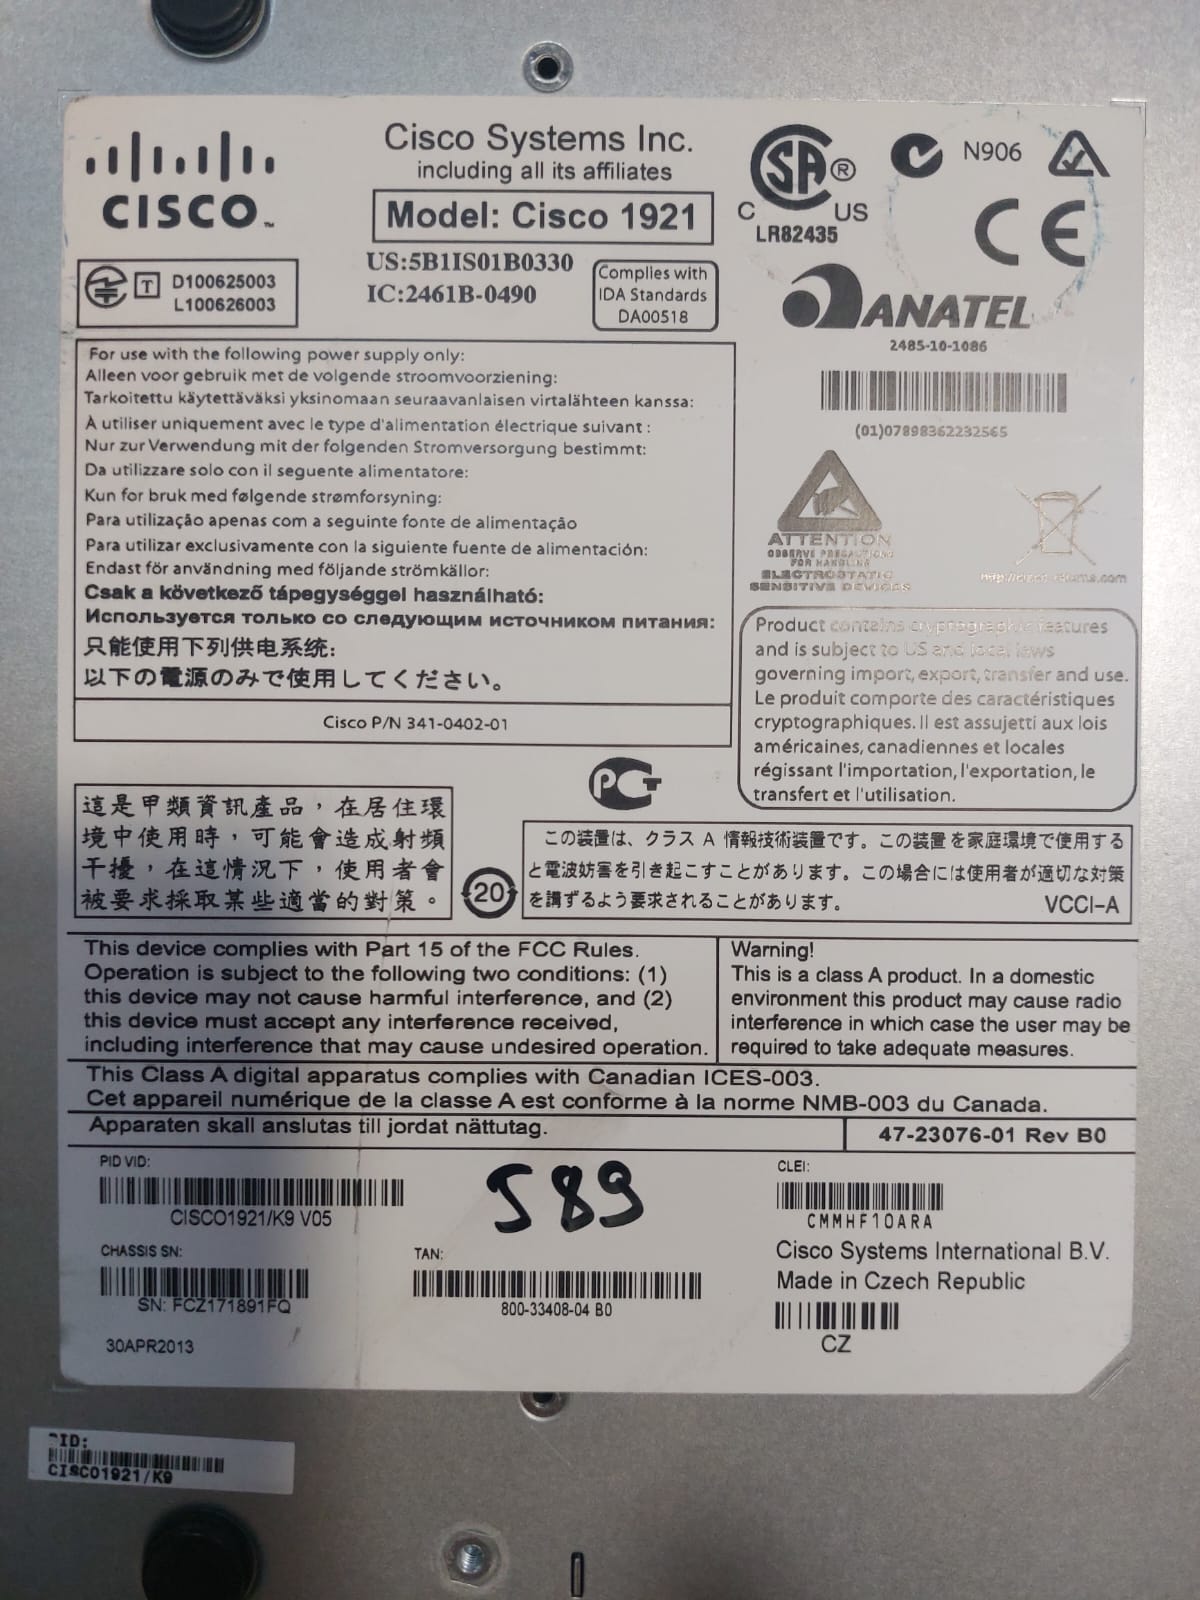 CISCO™
Cisco Systems Inc.
including all its affiliates
Model: Cisco 1921
US:5B1IS01B0330
IC:2461B-0490
Complies with
IDA Standards
DA00518
T
D100625003
L100626003
SA®
C US
LR82435
N906
CE
ANATEL
2485-10-1086
(01)07898362232565
For use with the following power supply only:
Alleen voor gebruik met de volgende stroomvoorziening:
Tarkoitettu käytettäväksi yksinomaan seuraavanlaisen virtalähteen kanssa:
À utiliser uniquement avec le type d'alimentation électrique suivant :
Nur zur Verwendung mit der folgenden Stromversorgung bestimmt:
Da utilizzare solo con il seguente alimentatore:
Kun for bruk med følgende strømforsyning:
Para utilização apenas com a seguinte fonte de alimentação
Para utilizar exclusivamente con la siguiente fuente de alimentación:
Endast för användning med följande strömkällor:
Csak a következő tápegységgel használható:
Используется только со следующим источником питания:
只能使用下列供电系统:
以下の電源のみで使用してください。
Cisco P/N 341-0402-01
ATTENTION
OBSERVE PRECAUTIONS
FOR HANDLING
ELECTROSTATIC
SENSITIVE DEVICES
Product contains cryptographic features
and is subject to US and local laws
governing import, export, transfer and use.
Le produit comporte des caractéristiques
cryptographiques. Il est assujetti aux lois
américaines, canadiennes et locales
régissant l'importation, l'exportation, le
transfert et l'utilisation.
PCT
這是甲類資訊產品，在居住環
境中使用時，可能會造成射頻
干擾，在這情況下，使用者會
被要求採取某些適當的對策。
20
この装置は、クラス A 情報技術装置です。この装置を家庭環境で使用する
と電波妨害を引き起こすことがあります。この場合には使用者が適切な対策
を講ずるよう要求されることがあります。
VCCI-A
This device complies with Part 15 of the FCC Rules.
Operation is subject to the following two conditions: (1)
this device may not cause harmful interference, and (2)
this device must accept any interference received,
including interference that may cause undesired operation.
Warning!
This is a class A product. In a domestic
environment this product may cause radio
interference in which case the user may be
required to take adequate measures.
This Class A digital apparatus complies with Canadian ICES-003.
Cet appareil numérique de la classe A est conforme à la norme NMB-003 du Canada.
Apparaten skall anslutas till jordat nättutag.
47-23076-01 Rev B0
PID VID:
CISCO1921/K9 V05
589
CLEI:
CMMHF10ARA
CHASSIS SN:
SN: FCZ171891FQ
TAN:
800-33408-04 B0
Cisco Systems International B.V.
Made in Czech Republic
CZ
30APR2013
PID:
CISCO1921/K9